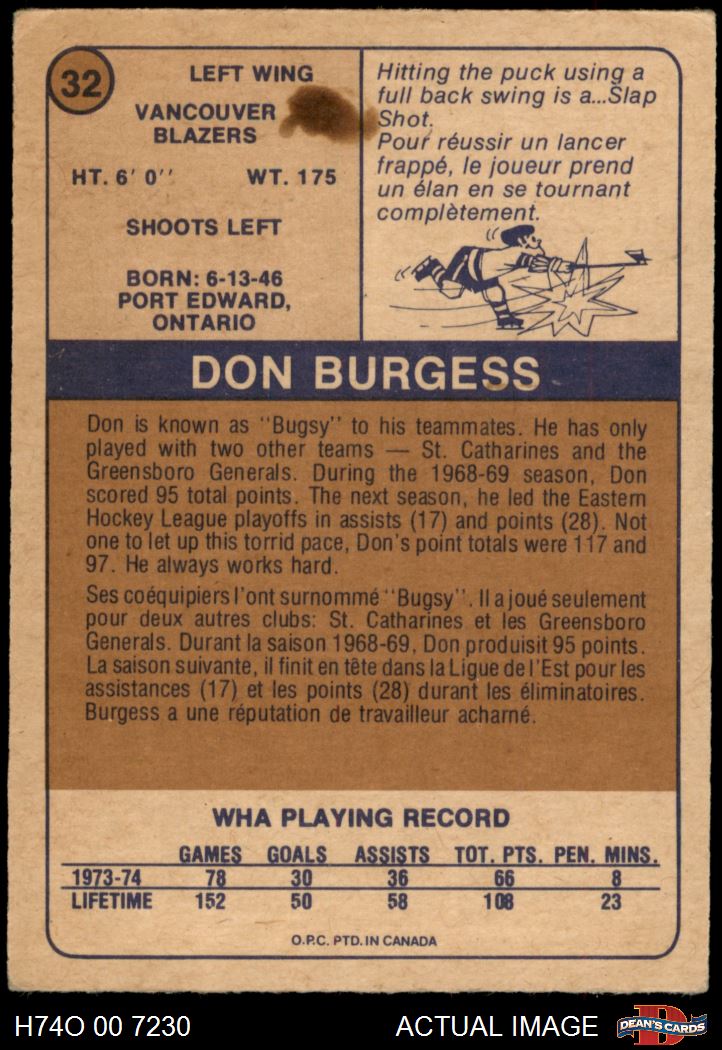 32
LEFT WING
VANCOUVER
BLAZERS
HT. 6' 0''
WT. 175
SHOOTS LEFT
BORN: 6-13-46
PORT EDWARD,
ONTARIO
Hitting the puck using a
full back swing is a...Slap
Shot.
Pour réussir un lancer
frappé, le joueur prend
un élan en se tournant
complètement.
DON BURGESS
Don is known as ''Bugsy'' to his teammates. He has only
played with two other teams — St. Catharines and the
Greensboro Generals. During the 1968-69 season, Don
scored 95 total points. The next season, he led the Eastern
Hockey League playoffs in assists (17) and points (28). Not
one to let up this torrid pace, Don's point totals were 117 and
97. He always works hard.
Ses coéquipiers l'ont surnommé ''Bugsy''. Il a joué seulement
pour deux autres clubs: St. Catharines et les Greensboro
Generals. Durant la saison 1968-69, Don produisit 95 points.
La saison suivante, il finit en tête dans la Ligue de l'Est pour les
assistances (17) et les points (28) durant les éliminatoires.
Burgess a une réputation de travailleur acharné.
WHA PLAYING RECORD
GAMES GOALS ASSISTS TOT. PTS. PEN. MINS.
1973-74 78 30 36 66 8
LIFETIME 152 50 58 108 23
O.P.C. PTD. IN CANADA
H74O 00 7230 ACTUAL IMAGE
D
DEAN'S CARDS